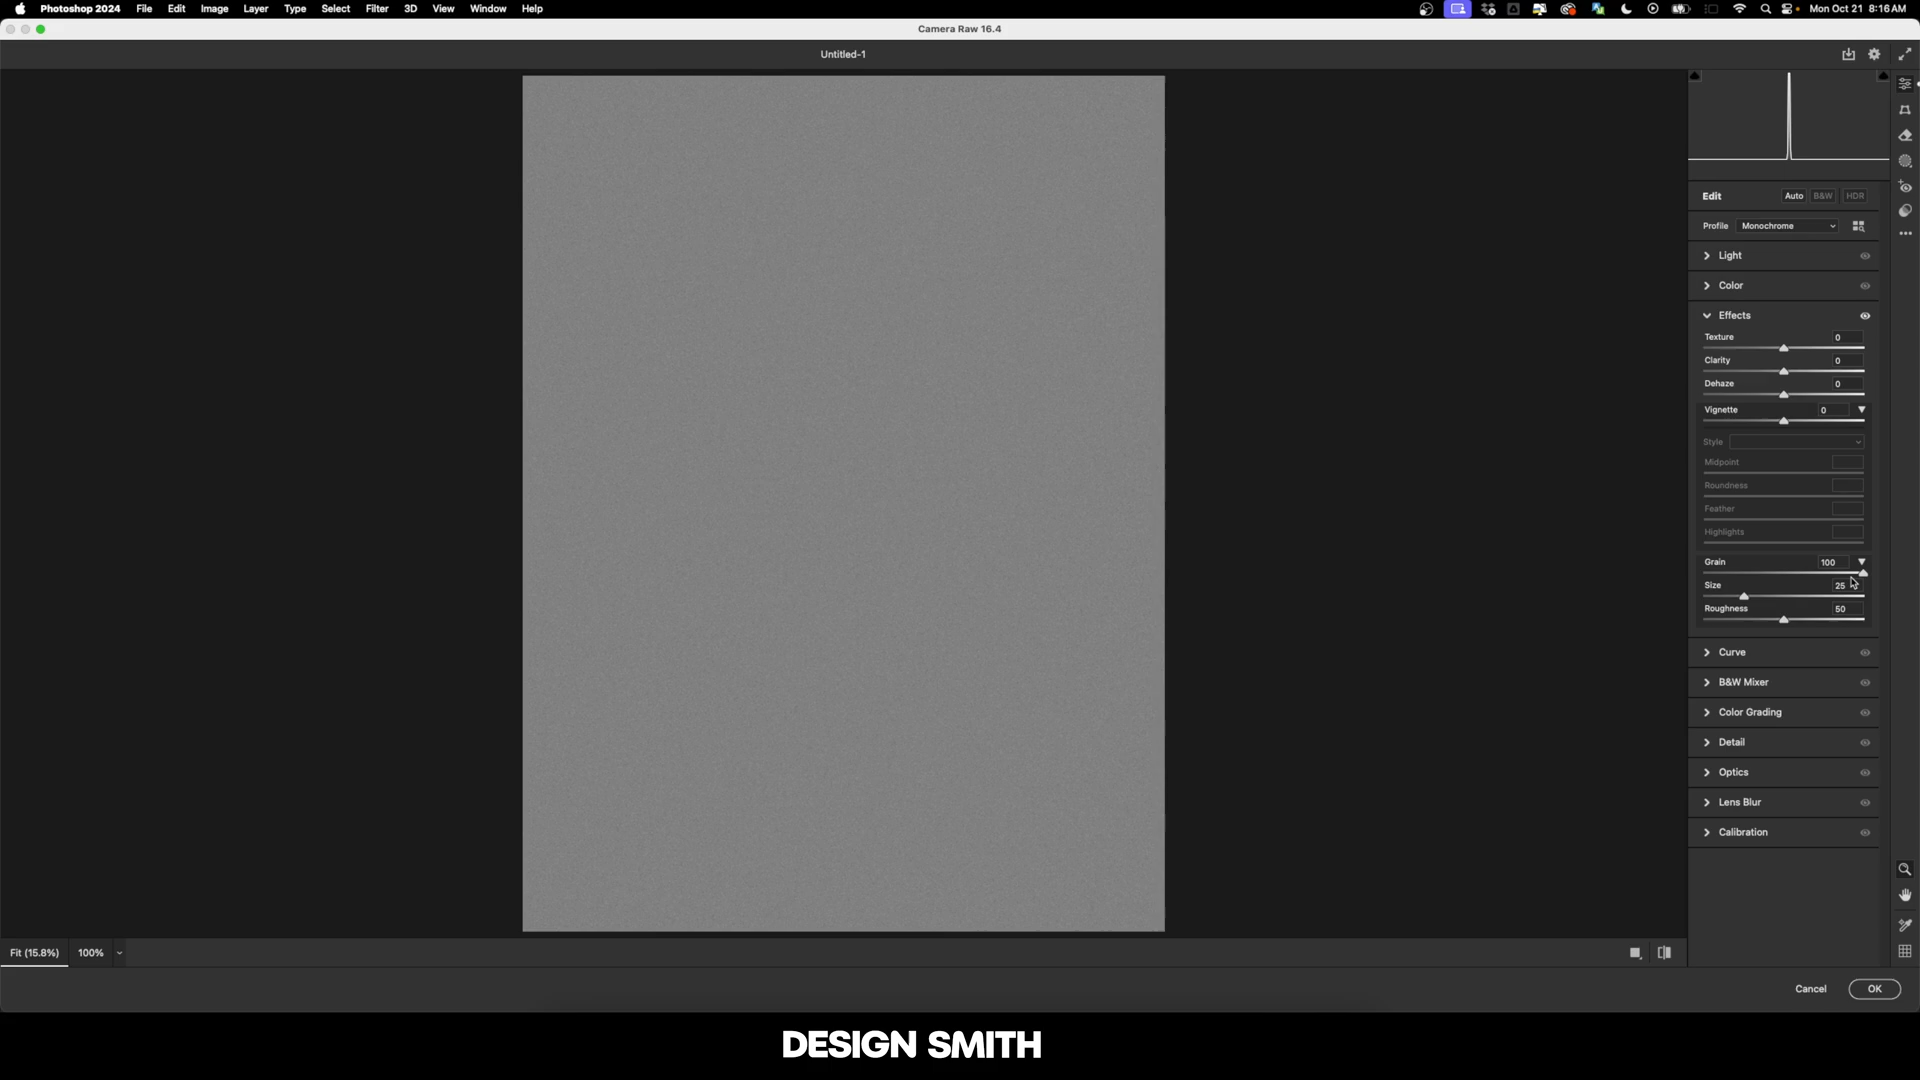 Photoshop 2024 File Edit Image Layer Type Select Filter 3D View Window Help Mon Oct 21 8:16 AM
Camera Raw 16.4
Untitled-1
Edit Auto B&W HDR
Profile Monochrome
Light
Color
Effects
Texture 0
Clarity 0
Dehaze 0
Vignette 0
Style
Midpoint
Roundness
Feather
Highlights
Grain 100
Size 25
Roughness 50
Curve
B&W Mixer
Color Grading
Detail
Optics
Lens Blur
Calibration
Fit (15.8%) 100%
Cancel OK
DESIGN SMITH